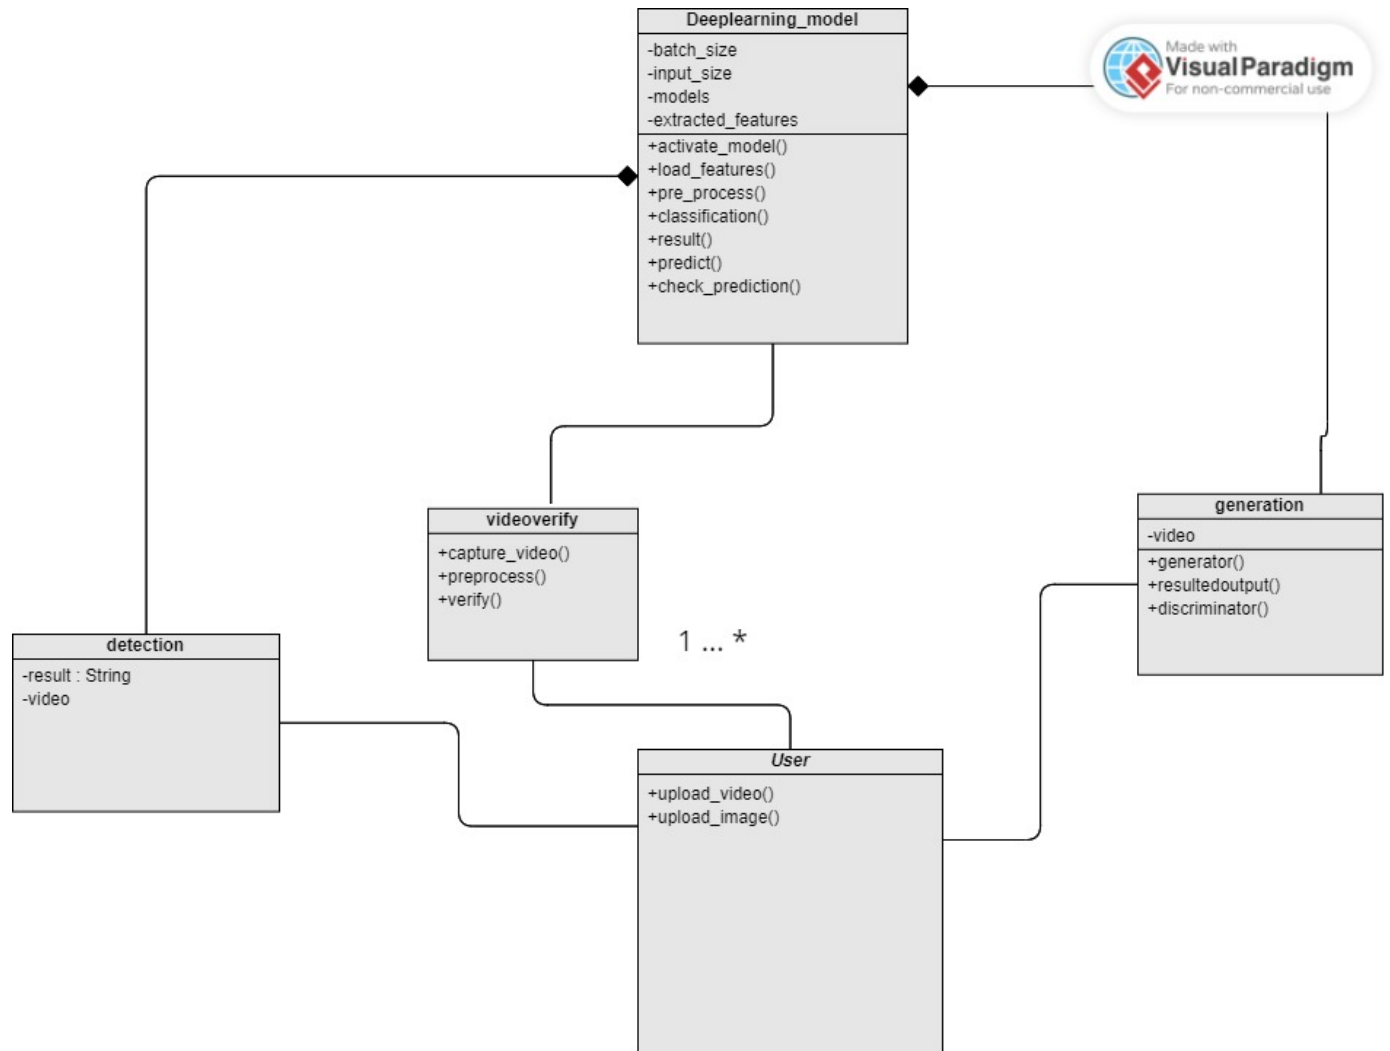 Deeplearning_model
-batch_size
-input_size
-models
-extracted_features
+activate_model()
+load_features()
+pre_process()
+classification()
+result()
+predict()
+check_prediction()
Made with
Visual Paradigm
For non-commercial use
videoverify
+capture_video()
+preprocess()
+verify()
generation
-video
+generator()
+resultedoutput()
+discriminator()
1 ... *
detection
-result : String
-video
User
+upload_video()
+upload_image()